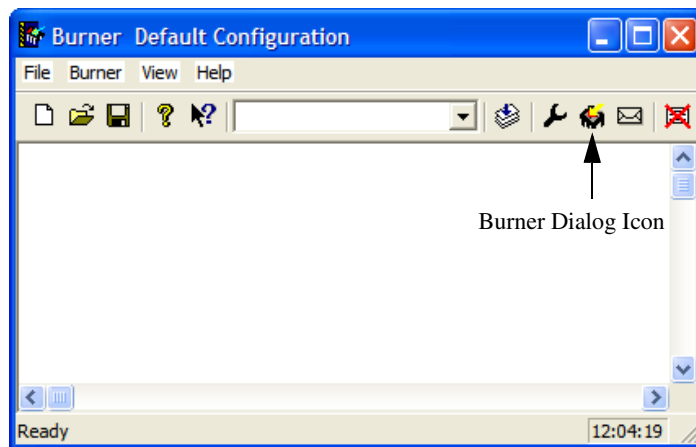 Burner Default Configuration
File Burner View Help
Burner Dialog Icon
Ready 12:04:19